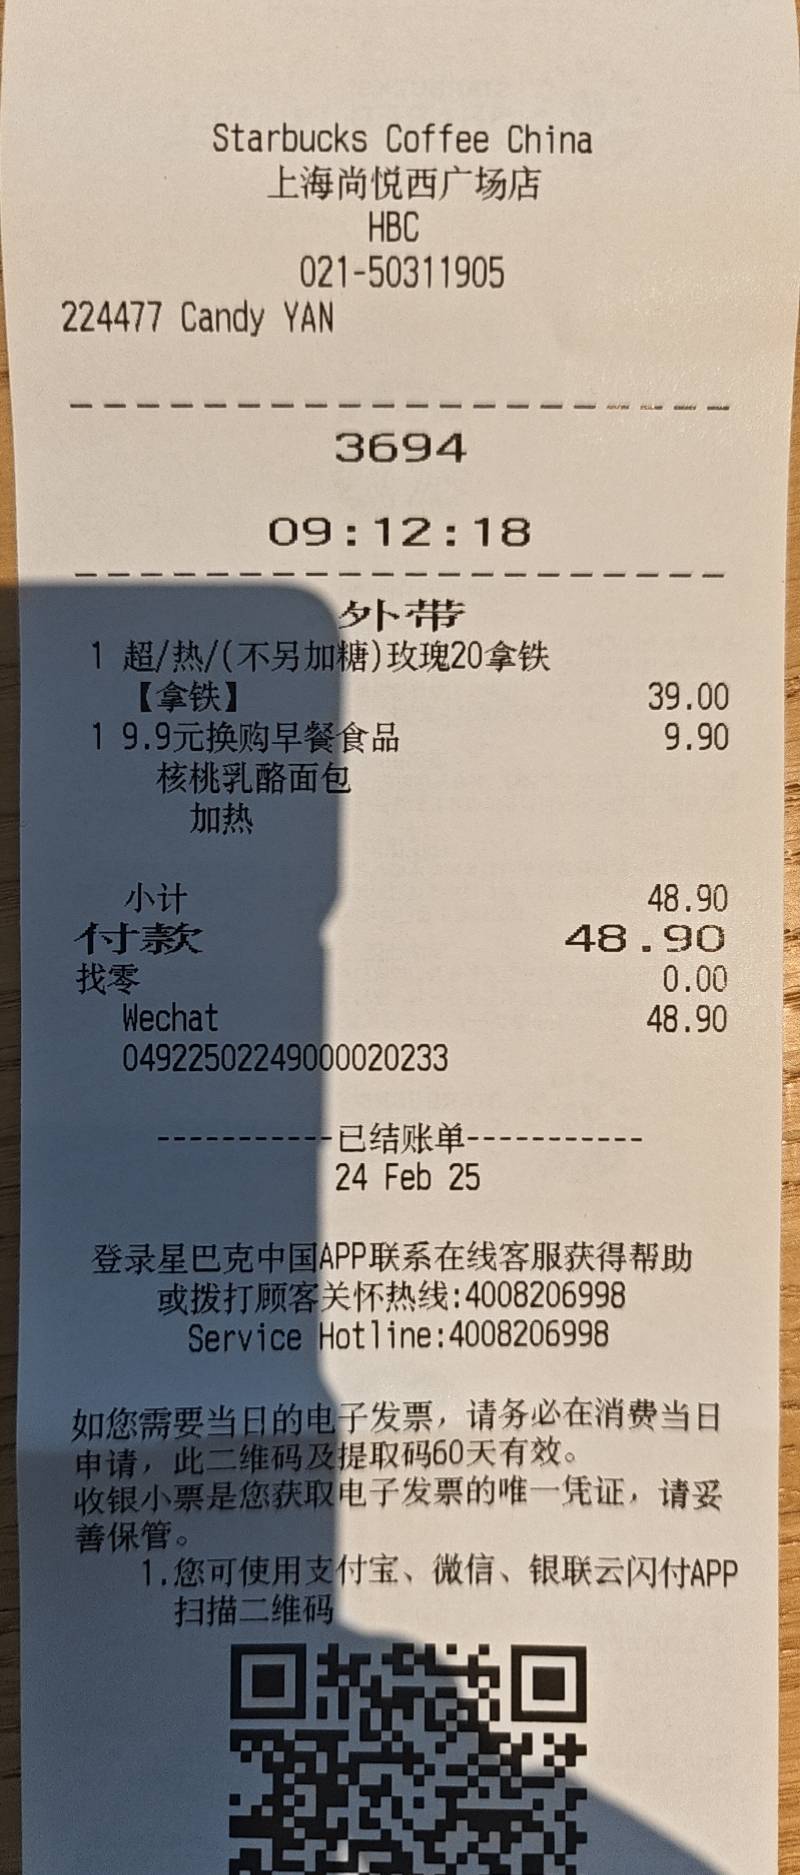 Starbucks Coffee China
上海尚悦西广场店
HBC
021-50311905
224477 Candy YAN
3694
09:12:18
外带
1 超/热/(不另加糖)玫瑰20拿铁
【拿铁】 39.00
1 9.9元换购早餐食品 9.90
核桃乳酪面包
加热
小计 48.90
付款 48.90
找零 0.00
Wechat 48.90
04922502249000020233
-----------已结账单-----------
24 Feb 25
登录星巴克中国APP联系在线客服获得帮助
或拨打顾客关怀热线:4008206998
Service Hotline:4008206998
如您需要当日的电子发票，请务必在消费当日
申请，此二维码及提取码60天有效。
收银小票是您获取电子发票的唯一凭证，请妥
善保管。
1.您可使用支付宝、微信、银联云闪付APP
扫描二维码